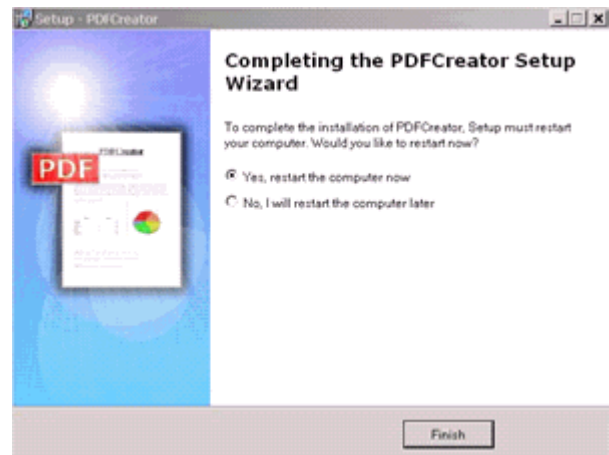 Setup - PDFCreator
Completing the PDFCreator Setup
Wizard
To complete the installation of PDFCreator, Setup must restart
your computer. Would you like to restart now?
PDFCreator
PDF
Yes, restart the computer now
No, I will restart the computer later
Finish